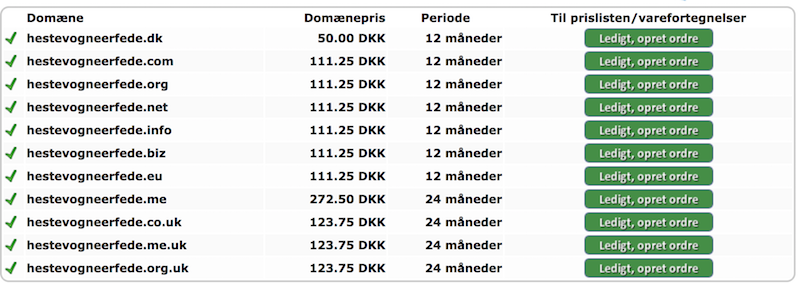 Domæne Domænepris Periode Til prislisten/varefortegnelser
hestevogneerfede.dk 50.00 DKK 12 måneder Ledigt, opret ordre
hestevogneerfede.com 111.25 DKK 12 måneder Ledigt, opret ordre
hestevogneerfede.org 111.25 DKK 12 måneder Ledigt, opret ordre
hestevogneerfede.net 111.25 DKK 12 måneder Ledigt, opret ordre
hestevogneerfede.info 111.25 DKK 12 måneder Ledigt, opret ordre
hestevogneerfede.biz 111.25 DKK 12 måneder Ledigt, opret ordre
hestevogneerfede.eu 111.25 DKK 12 måneder Ledigt, opret ordre
hestevogneerfede.me 272.50 DKK 24 måneder Ledigt, opret ordre
hestevogneerfede.co.uk 123.75 DKK 24 måneder Ledigt, opret ordre
hestevogneerfede.me.uk 123.75 DKK 24 måneder Ledigt, opret ordre
hestevogneerfede.org.uk 123.75 DKK 24 måneder Ledigt, opret ordre